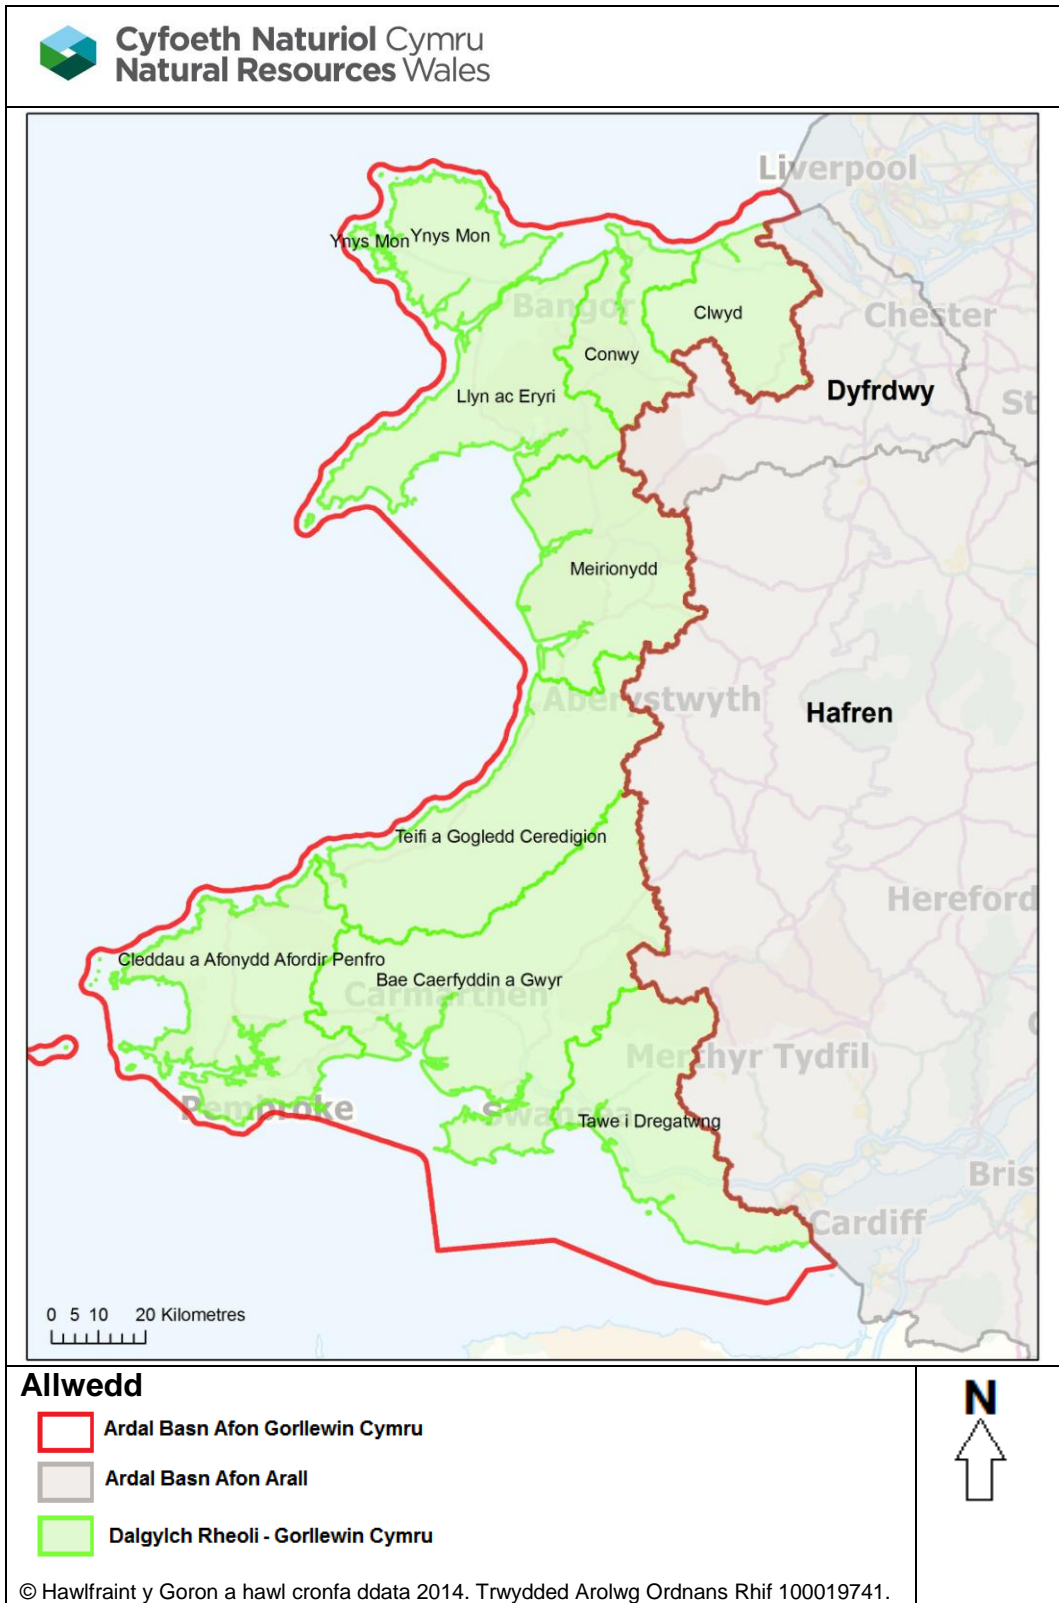 Cyfoeth Naturiol Cymru
Natural Resources Wales
Liverpool
Ynys Mon
Ynys Mon
Bangor
Clwyd
Chester
Conwy
Dyfrdwy
Llyn ac Eryri
St
Meirionydd
Aberystwyth
Hafren
Teifi a Gogledd Ceredigion
Hereford
Cleddau a Afonydd Afordir Penfro
Bae Caerfyddin a Gwyr
Carmarthen
Merthyr Tydfil
Pembroke
Swansea
Tawe i Dregatwng
Bris
Cardiff
0 5 10 20 Kilometres
Allwedd
N
Ardal Basn Afon Gorllewin Cymru
Ardal Basn Afon Arall
Dalgylch Rheoli - Gorllewin Cymru
© Hawlfraint y Goron a hawl cronfa ddata 2014. Trwydded Arolwg Ordnans Rhif 100019741.